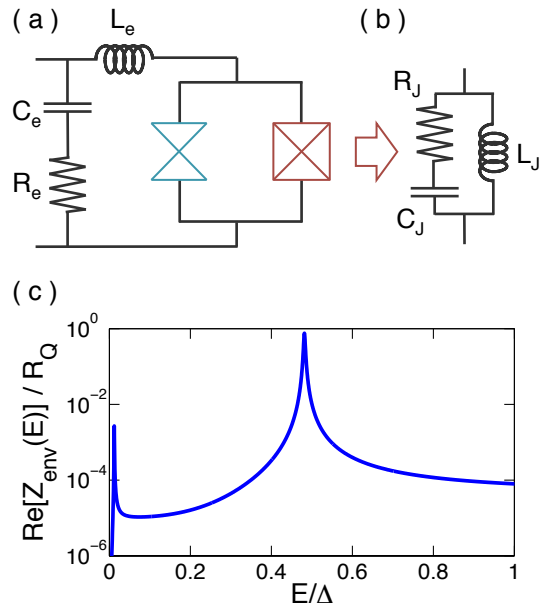 ( a )
( b )
L_e
C_e
R_e
R_J
L_J
C_J
( c )
Re[Z_env(E)] / R_Q
10^0
10^-2
10^-4
10^-6
0
0.2
0.4
0.6
0.8
1
E/Δ